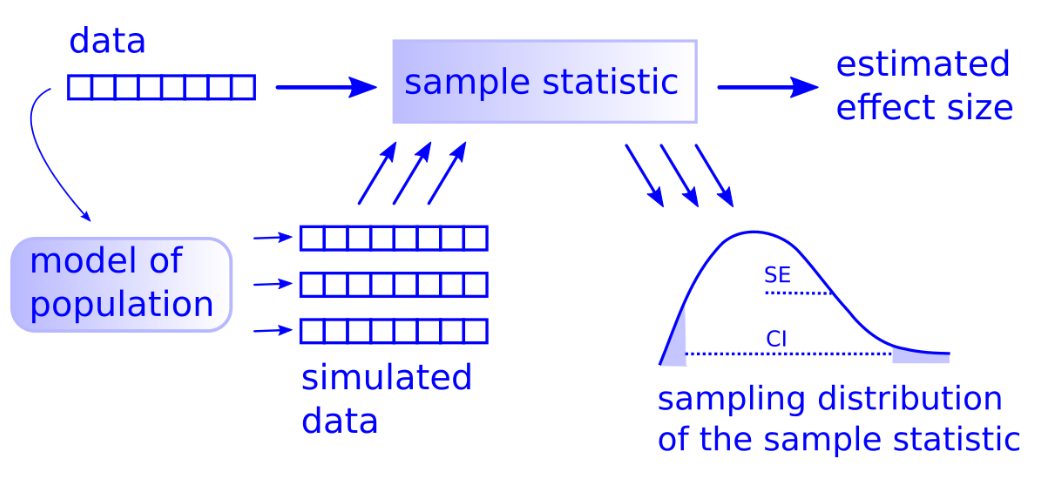 data
sample statistic
estimated
effect size
model of
population
simulated
data
SE
CI
sampling distribution
of the sample statistic